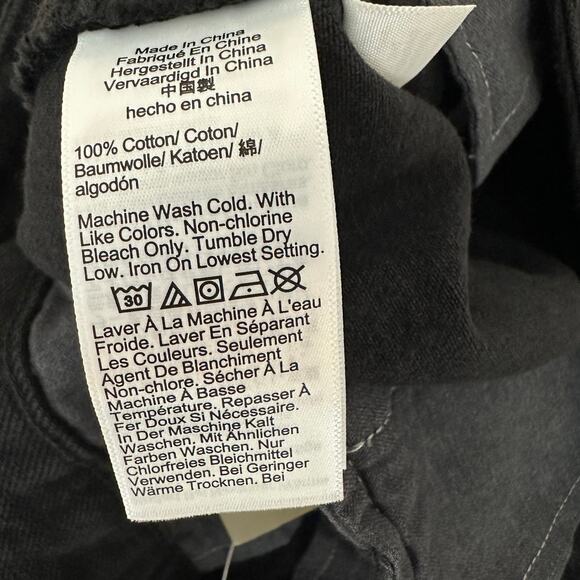 Made In China
Fabriqué En Chine
Hergestellt In China
Vervaardigd In China
中国製
hecho en china
100% Cotton/ Coton/
Baumwolle/ Katoen/ 綿/
algodón
Machine Wash Cold. With
Like Colors. Non-chlorine
Bleach Only. Tumble Dry
Low. Iron On Lowest Setting.
30
Laver À La Machine À L'eau
Froide. Laver En Séparant
Les Couleurs. Seulement
Agent De Blanchiment
Non-chlore. Sécher À La
Machine À Basse
Température. Repasser À
Fer Doux Si Nécessaire.
In Der Maschine Kalt
Waschen. Mit Ähnlichen
Farben Waschen. Nur
Chlorfreies Bleichmittel
Verwenden. Bei Geringer
Wärme Trocknen. Bei